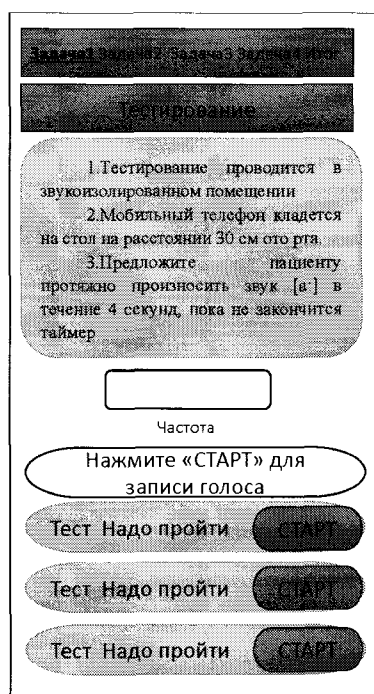 Задача1 Задача2 Задача3 Задача4 Итог
Тестирование
1.Тестирование проводится в
звукоизолированном помещении
2.Мобильный телефон кладется
на стол на расстоянии 30 см ото рта.
3.Предложите пациенту
протяжно произносить звук [а·] в
течение 4 секунд, пока не закончится
таймер
Частота
Нажмите «СТАРТ» для
записи голоса
Тест Надо пройти СТАРТ
Тест Надо пройти СТАРТ
Тест Надо пройти СТАРТ